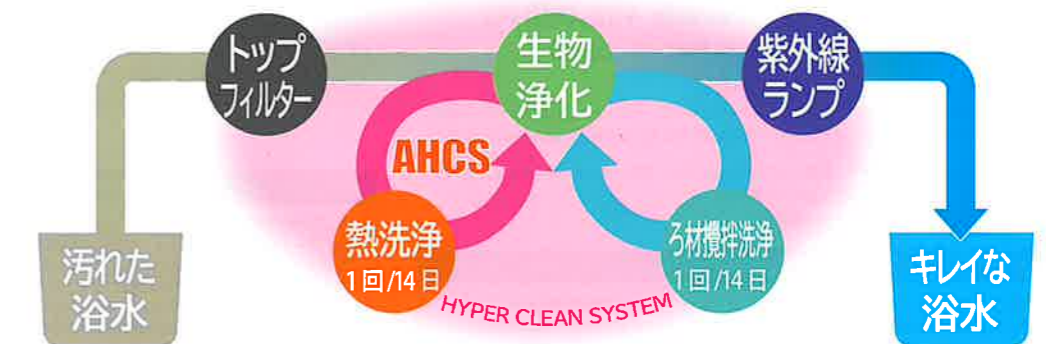 トップ
フィルター
生物
浄化
紫外線
ランプ
AHCS
熱洗浄
1回/14日
ろ材攪拌洗浄
1回/14日
汚れた
浴水
キレイな
浴水
HYPER CLEAN SYSTEM